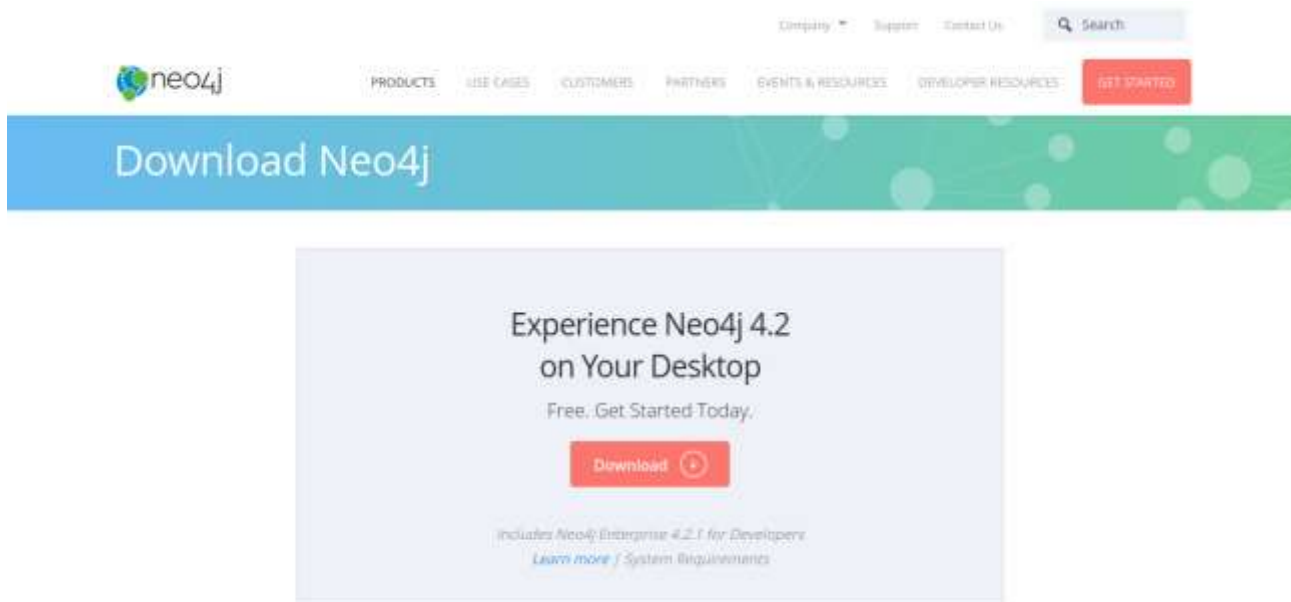 Company Support Contact Us Search
neo4j PRODUCTS USE CASES CUSTOMERS PARTNERS EVENTS & RESOURCES DEVELOPER RESOURCES GET STARTED
Download Neo4j
Experience Neo4j 4.2
on Your Desktop
Free. Get Started Today.
Download
Includes Neo4j Enterprise 4.2.1 for Developers
Learn more | System Requirements